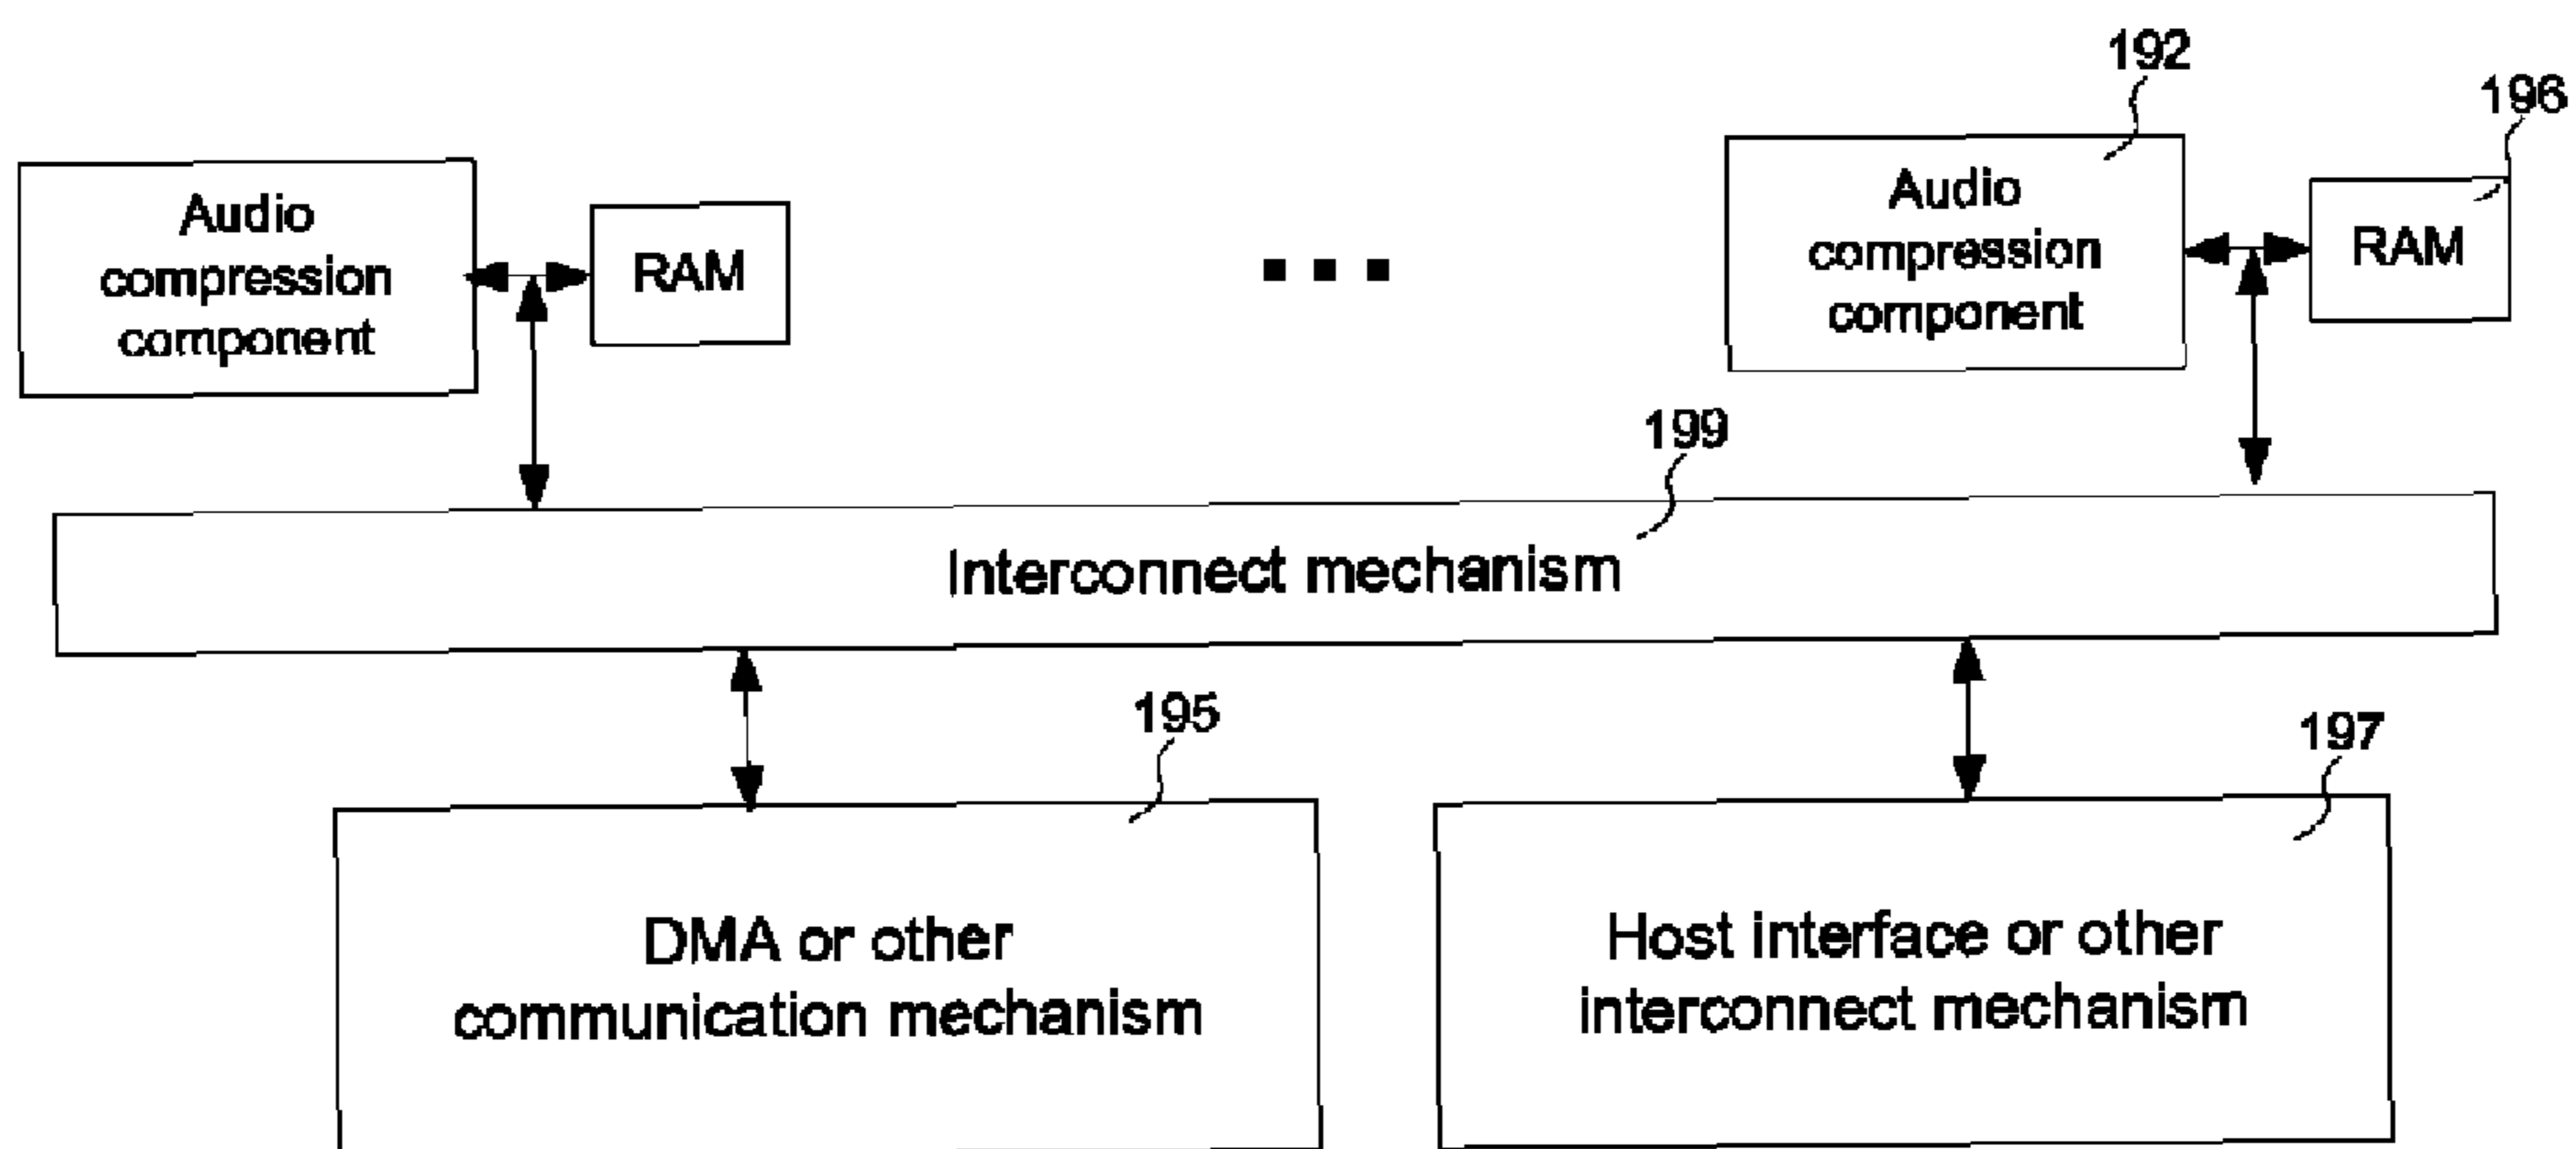 192
196
Audio
compression
component
RAM
...
Audio
compression
component
RAM
199
Interconnect mechanism
195
197
DMA or other
communication mechanism
Host interface or other
interconnect mechanism